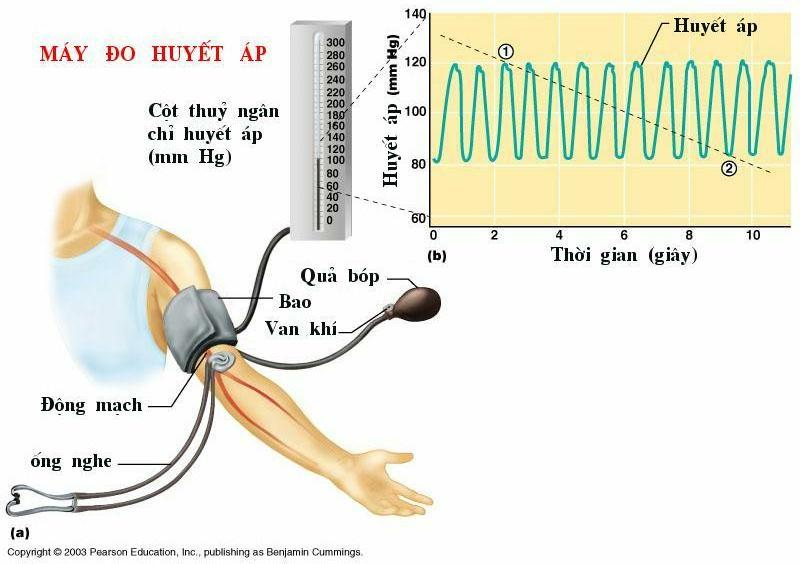 MÁY ĐO HUYẾT ÁP
Cột thuỷ ngân
chỉ huyết áp
(mm Hg)
300
280
260
240
220
200
180
160
140
120
100
80
60
40
20
0
140
120
100
80
60
Huyết áp (mm Hg)
Huyết áp
1
2
0 2 4 6 8 10
(b)
Thời gian (giây)
Quả bóp
Bao
Van khí
Động mạch
ống nghe
(a)
Copyright © 2003 Pearson Education, Inc., publishing as Benjamin Cummings.